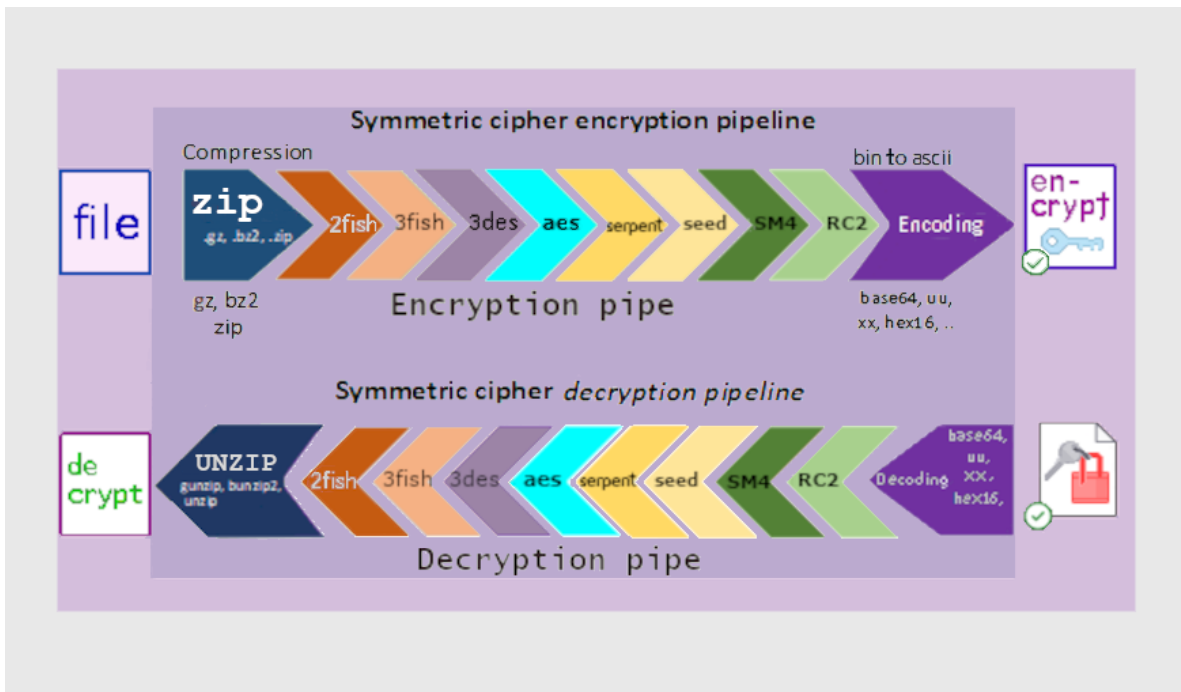 Symmetric cipher encryption pipeline
Compression
bin to ascii
file
zip
.gz, .bz2, .zip
2fish
3fish
3des
aes
serpent
seed
SM4
RC2
Encoding
en-
crypt
gz, bz2
zip
Encryption pipe
base64, uu,
xx, hex16, ..
Symmetric cipher decryption pipeline
de
crypt
UNZIP
gunzip, bunzip2,
unzip
2fish
3fish
3des
aes
serpent
seed
SM4
RC2
Decoding
base64,
uu,
XX,
hex16,
Decryption pipe